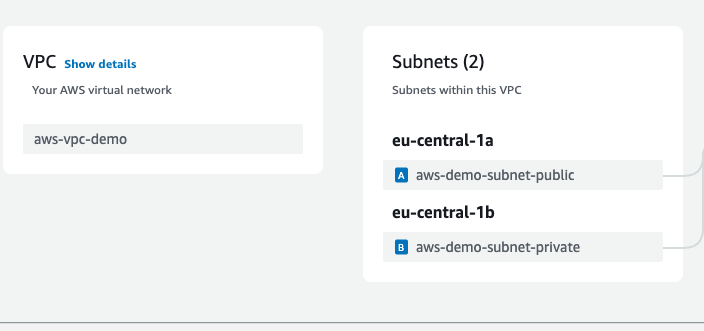 VPC Show details
Your AWS virtual network
aws-vpc-demo
Subnets (2)
Subnets within this VPC
eu-central-1a
A aws-demo-subnet-public
eu-central-1b
B aws-demo-subnet-private